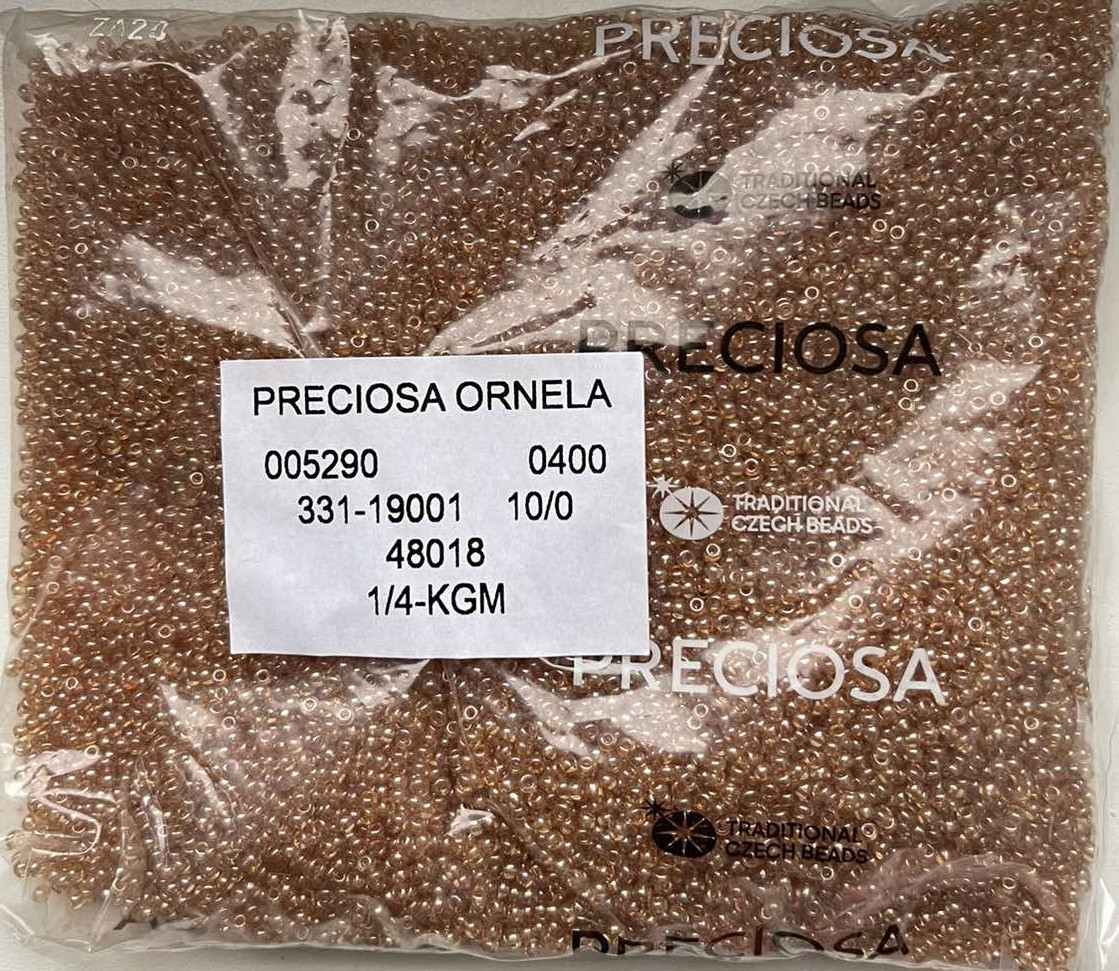 ZA20
PRECIOSA
TRADITIONAL
CZECH BEADS
PRECIOSA
PRECIOSA ORNELA
005290 0400
331-19001 10/0
48018
1/4-KGM
TRADITIONAL
CZECH BEADS
PRECIOSA
TRADITIONAL
CZECH BEADS
PRECIOSA